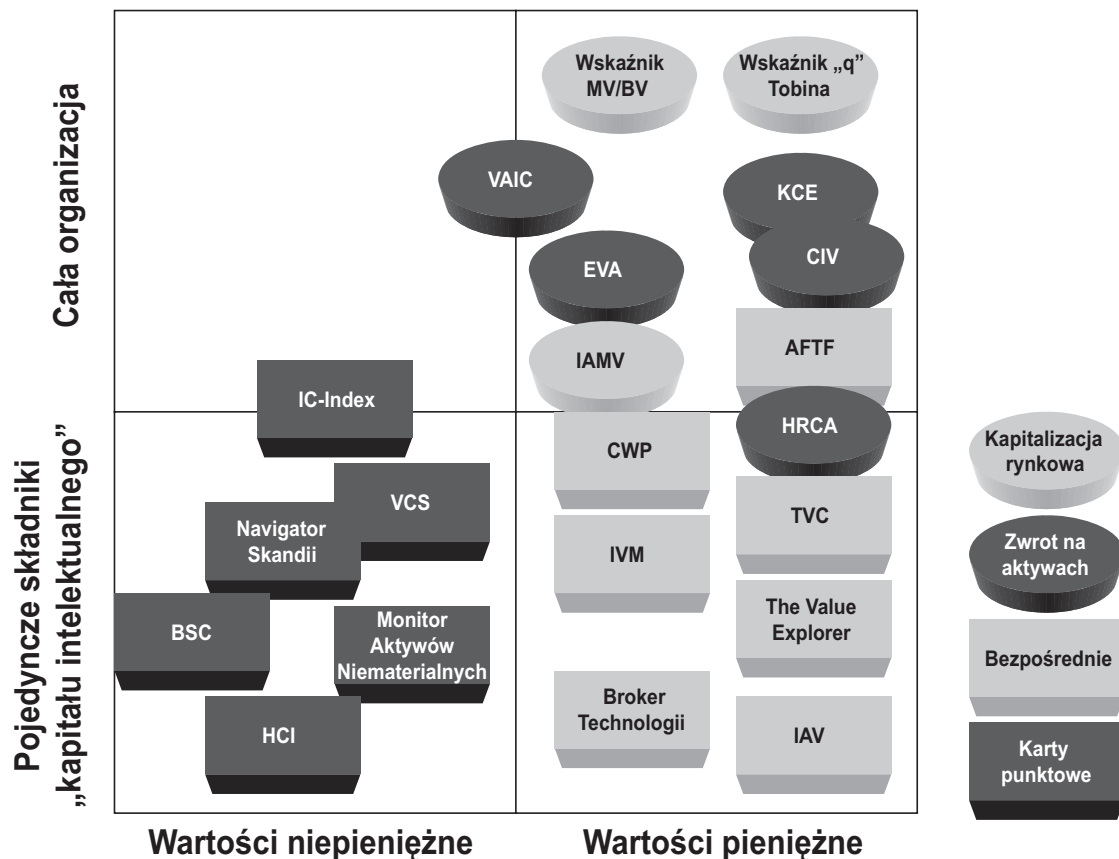 Cała organizacja
Pojedyncze składniki
„kapitału intelektualnego”
Wskaźnik
MV/BV
Wskaźnik „q”
Tobina
VAIC
KCE
EVA
CIV
IAMV
AFTF
IC-Index
HRCA
CWP
VCS
TVC
Navigator
Skandii
IVM
BSC
Monitor
Aktywów
Niematerialnych
The Value
Explorer
HCI
Broker
Technologii
IAV
Kapitalizacja
rynkowa
Zwrot na
aktywach
Bezpośrednie
Karty
punktowe
Wartości niepieniężne
Wartości pieniężne